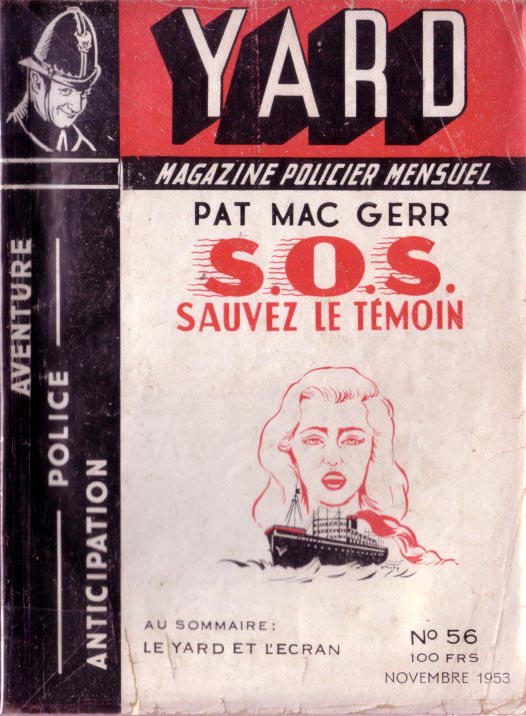 YARD
MAGAZINE POLICIER MENSUEL
PAT MAC GERR
S.O.S.
SAUVEZ LE TÉMOIN
AVENTURE
POLICE
ANTICIPATION
AU SOMMAIRE:
LE YARD ET L'ECRAN
Nº 56
100 FRS
NOVEMBRE 1953